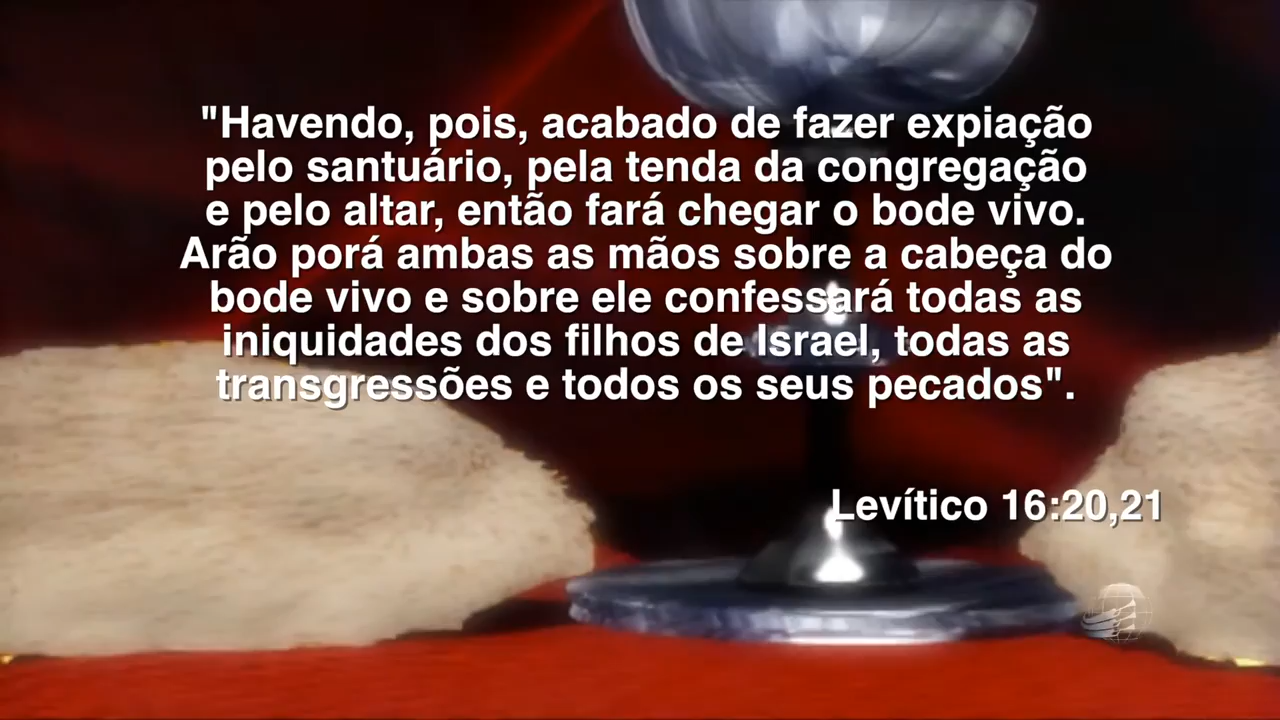 "Havendo, pois, acabado de fazer expiação
pelo santuário, pela tenda da congregação
e pelo altar, então fará chegar o bode vivo.
Arão porá ambas as mãos sobre a cabeça do
bode vivo e sobre ele confessará todas as
iniquidades dos filhos de Israel, todas as
transgressões e todos os seus pecados".
Levítico 16:20,21